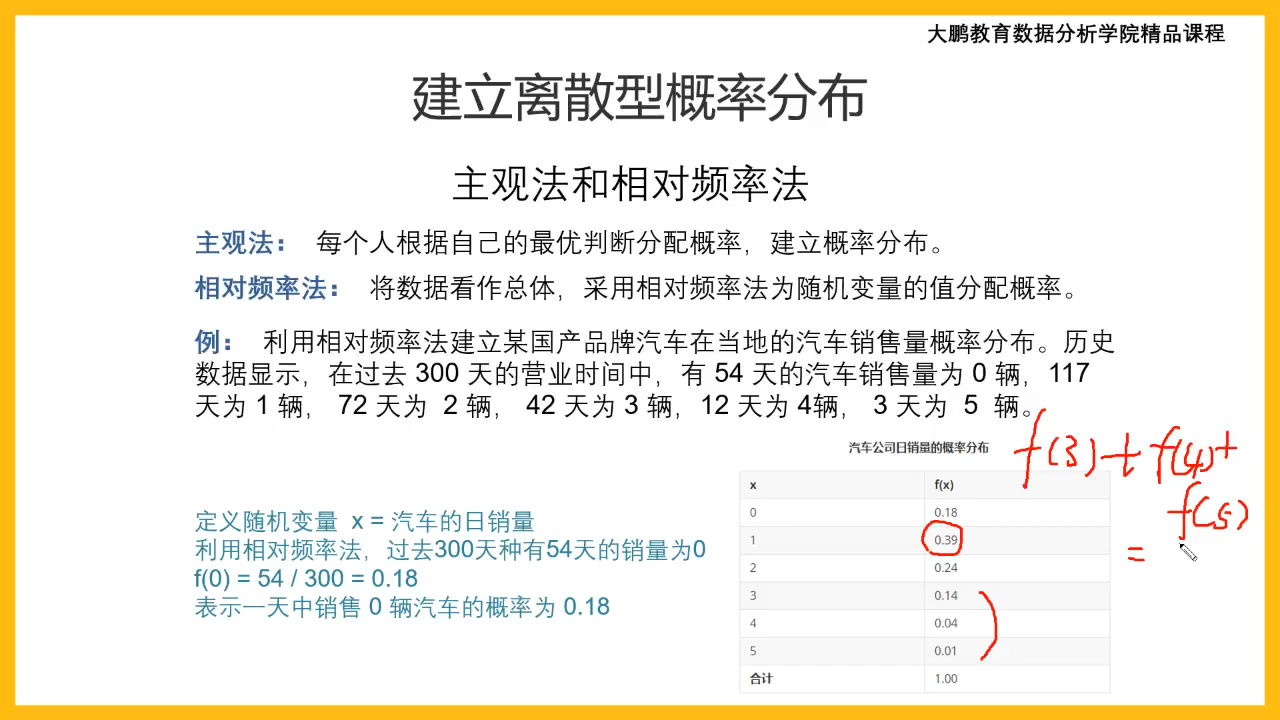 大鹏教育数据分析学院精品课程
建立离散型概率分布
主观法和相对频率法
主观法： 每个人根据自己的最优判断分配概率，建立概率分布。
相对频率法： 将数据看作总体，采用相对频率法为随机变量的值分配概率。
例： 利用相对频率法建立某国产品牌汽车在当地的汽车销售量概率分布。历史
数据显示，在过去 300 天的营业时间中，有 54 天的汽车销售量为 0 辆，117
天为 1 辆， 72 天为 2 辆， 42 天为 3 辆，12 天为 4辆， 3 天为 5 辆。
定义随机变量 x = 汽车的日销量
利用相对频率法，过去300天种有54天的销量为0
f(0) = 54 / 300 = 0.18
表示一天中销售 0 辆汽车的概率为 0.18
汽车公司日销量的概率分布
x f(x)
0 0.18
1 0.39
2 0.24
3 0.14
4 0.04
5 0.01
合计 1.00
f(3)+f(4)+
f(5)
=